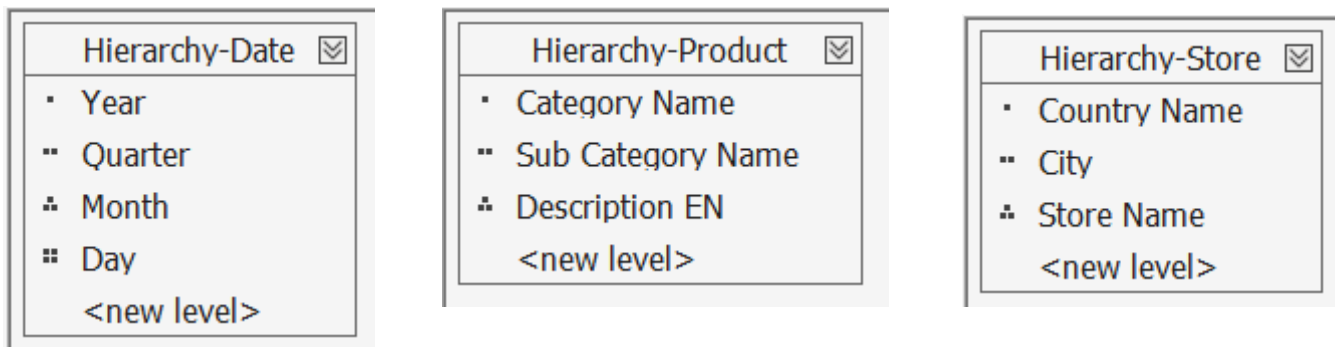 Hierarchy-Date
Year
Quarter
Month
Day
<new level>
Hierarchy-Product
Category Name
Sub Category Name
Description EN
<new level>
Hierarchy-Store
Country Name
City
Store Name
<new level>